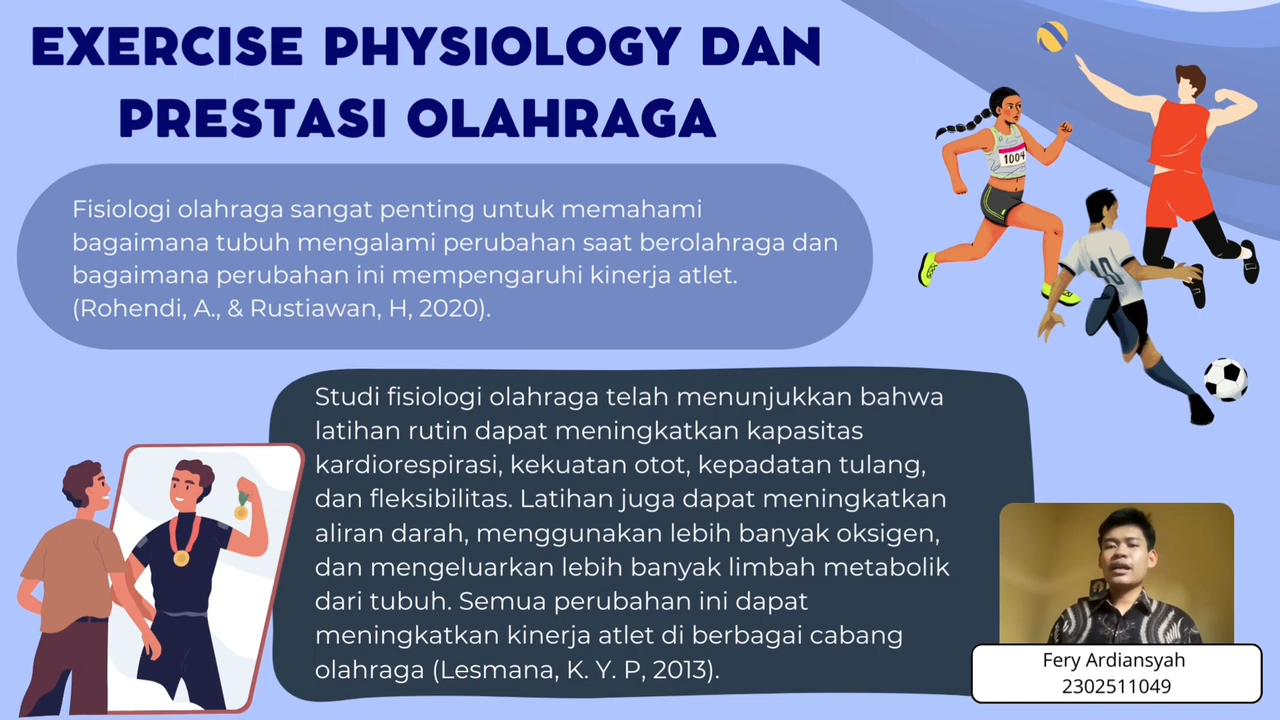 EXERCISE PHYSIOLOGY DAN
PRESTASI OLAHRAGA
Fisiologi olahraga sangat penting untuk memahami
bagaimana tubuh mengalami perubahan saat berolahraga dan
bagaimana perubahan ini mempengaruhi kinerja atlet.
(Rohendi, A., & Rustiawan, H, 2020).
1004
10
Studi fisiologi olahraga telah menunjukkan bahwa
latihan rutin dapat meningkatkan kapasitas
kardiorespirasi, kekuatan otot, kepadatan tulang,
dan fleksibilitas. Latihan juga dapat meningkatkan
aliran darah, menggunakan lebih banyak oksigen,
dan mengeluarkan lebih banyak limbah metabolik
dari tubuh. Semua perubahan ini dapat
meningkatkan kinerja atlet di berbagai cabang
olahraga (Lesmana, K. Y. P, 2013).
Fery Ardiansyah
2302511049